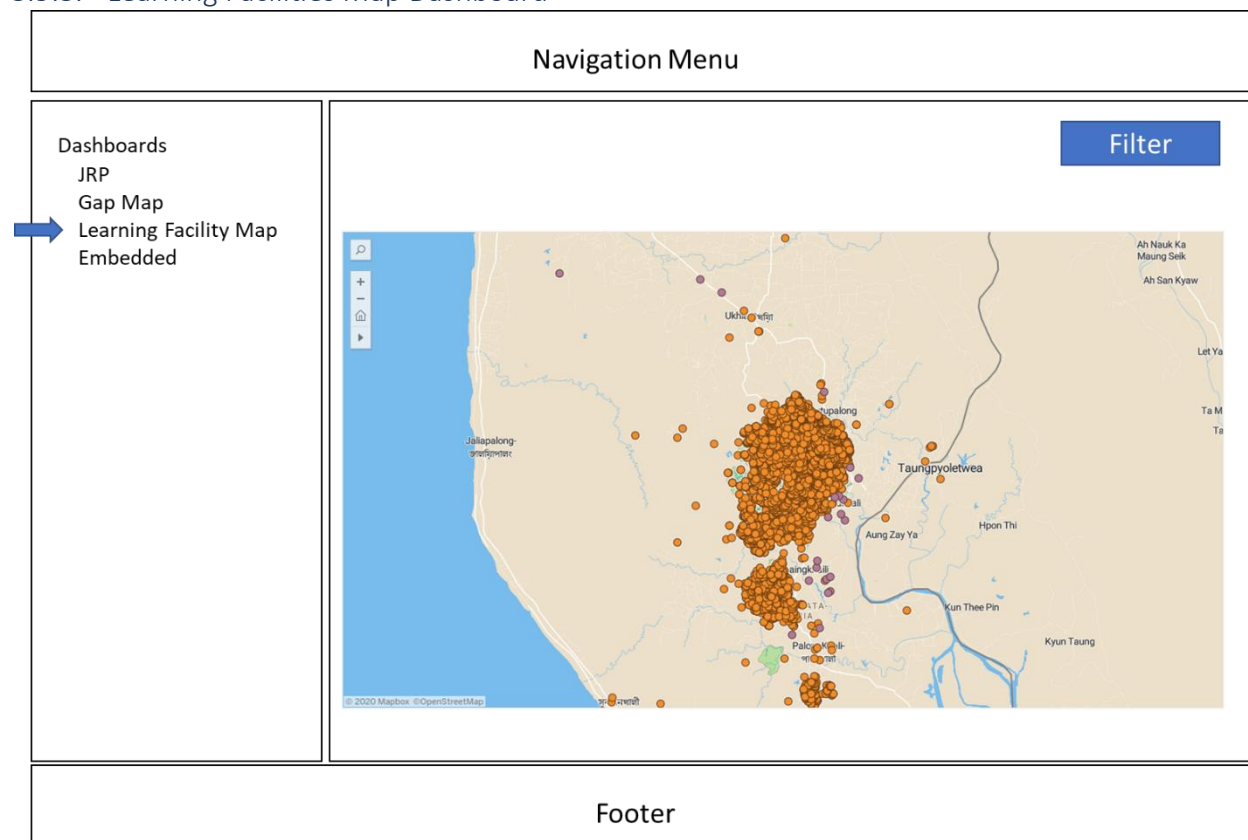 Learning Facilities Map Dashboard
Navigation Menu
Dashboards
JRP
Gap Map
Learning Facility Map
Embedded
Filter
Ah Nauk Ka
Maung Seik
Ah San Kyaw
Let Ya
Ta M
Ta
Jaliapalong-
Taungpyoletwea
Hpon Thi
Aung Zay Ya
Kun Thee Pin
Kyun Taung
© 2020 Mapbox ©OpenStreetMap
Footer